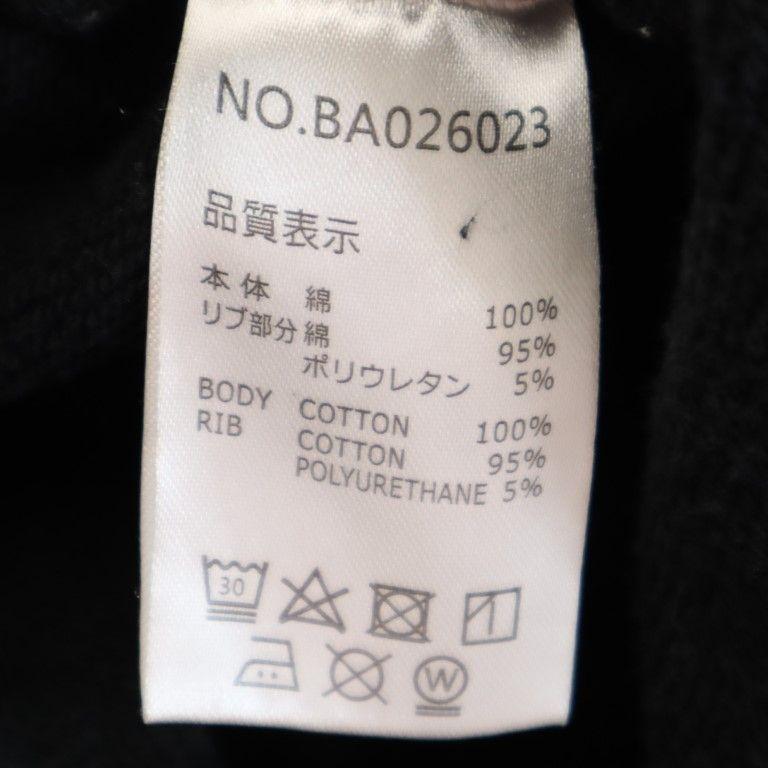 NO.BA026023
品質表示
本体 綿 100%
リブ部分 綿 95%
ポリウレタン 5%
BODY COTTON 100%
RIB COTTON 95%
POLYURETHANE 5%
30
W